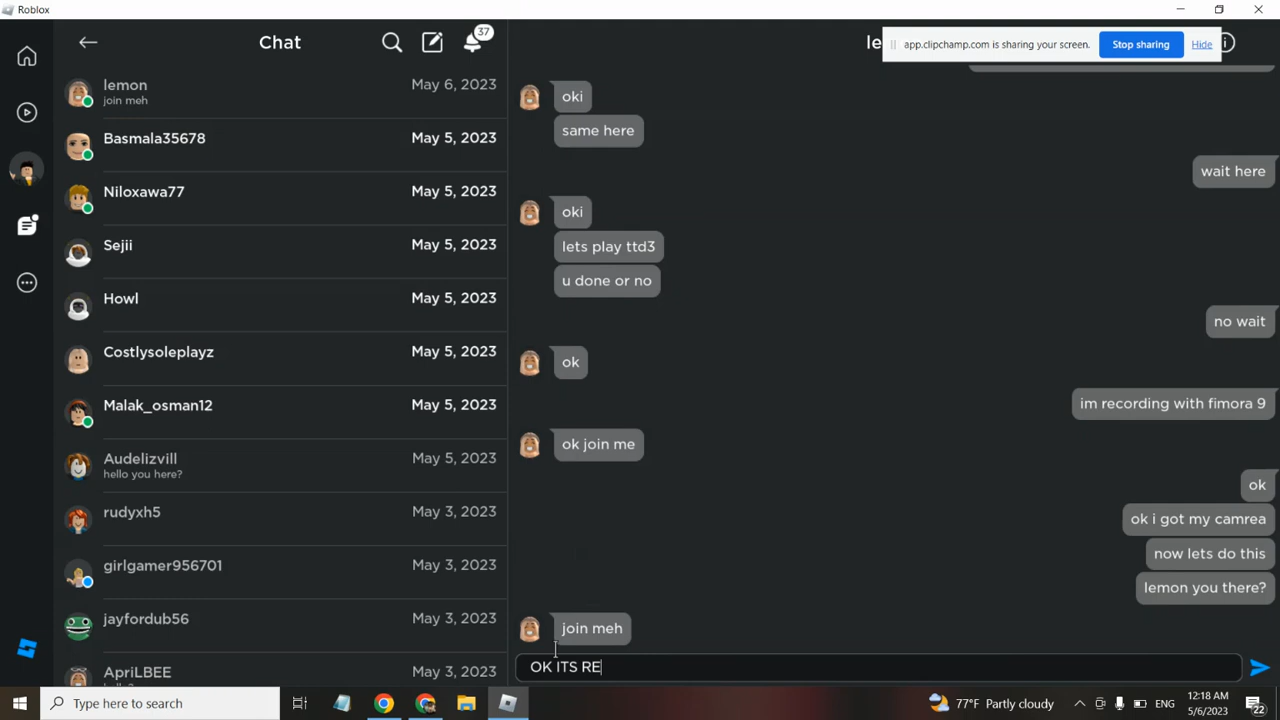 Roblox
Chat
37
le
app.clipchamp.com is sharing your screen.
Stop sharing
Hide
lemon
May 6, 2023
join meh
Basmala35678
May 5, 2023
Niloxawa77
May 5, 2023
Sejii
May 5, 2023
Howl
May 5, 2023
Costlysoleplayz
May 5, 2023
Malak_osman12
May 5, 2023
Audelizvill
May 5, 2023
hello you here?
rudyxh5
May 3, 2023
girlgamer956701
May 3, 2023
jayfordub56
May 3, 2023
ApriLBEE
May 3, 2023
oki
same here
wait here
oki
lets play ttd3
u done or no
no wait
ok
im recording with fimora 9
ok join me
ok
ok i got my camrea
now lets do this
lemon you there?
join meh
OK ITS RE
Type here to search
77°F Partly cloudy
ENG
12:18 AM
5/6/2023
22